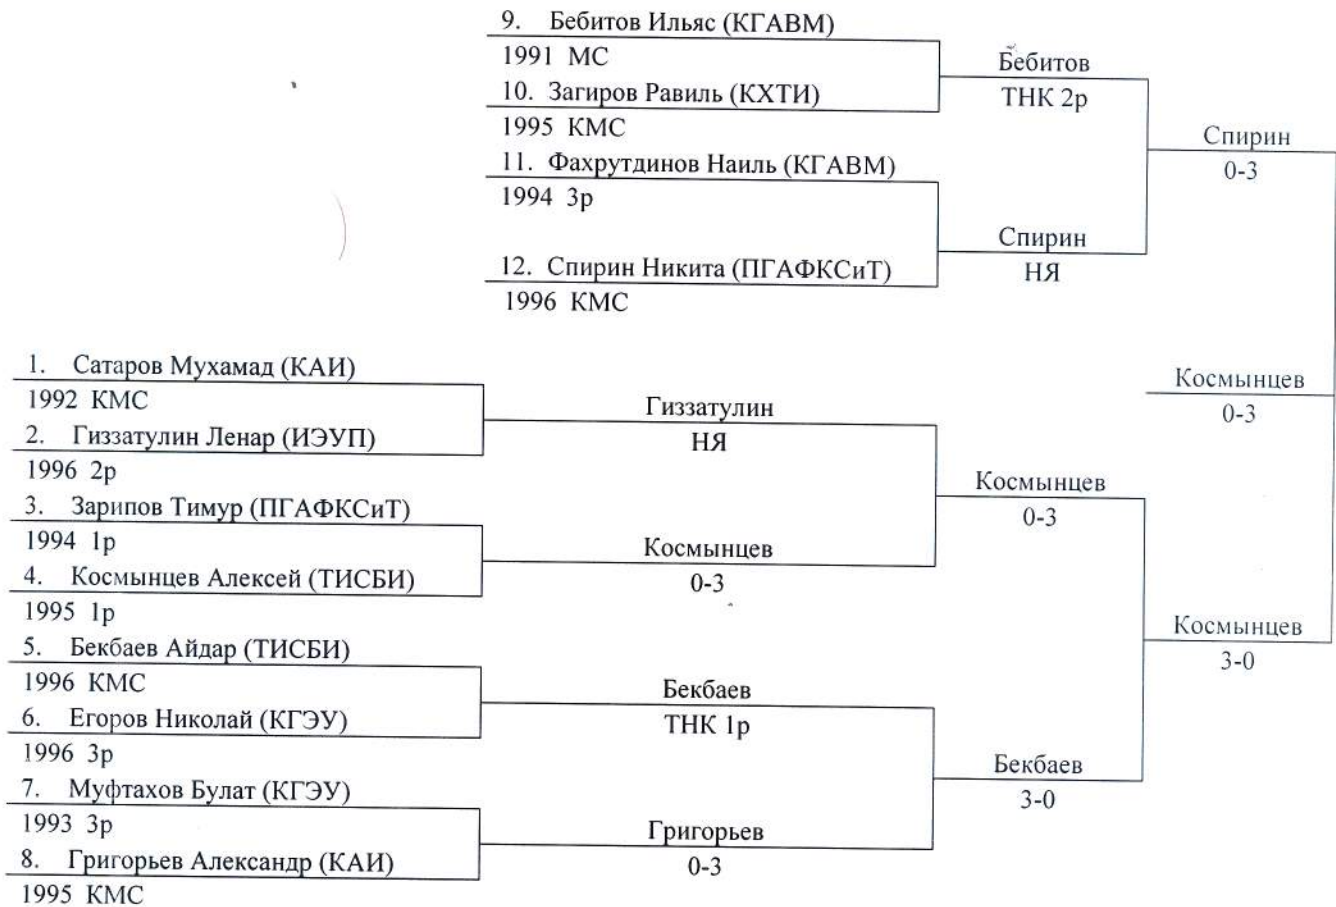 9. Бебитов Ильяс (КГАВМ)
1991 МС
10. Загиров Равиль (КХТИ)
1995 КМС
11. Фахрутдинов Наиль (КГАВМ)
1994 3р
12. Спирин Никита (ПГАФКСиТ)
1996 КМС
Бебитов
ТНК 2р
Спирин
НЯ
Спирин
0-3
1. Сатаров Мухамад (КАИ)
1992 КМС
2. Гиззатулин Ленар (ИЭУП)
1996 2р
3. Зарипов Тимур (ПГАФКСиТ)
1994 1р
4. Космынцев Алексей (ТИСБИ)
1995 1р
5. Бекбаев Айдар (ТИСБИ)
1996 КМС
6. Егоров Николай (КГЭУ)
1996 3р
7. Муфтахов Булат (КГЭУ)
1993 3р
8. Григорьев Александр (КАИ)
1995 КМС
Гиззатулин
НЯ
Космынцев
0-3
Бекбаев
ТНК 1р
Григорьев
0-3
Космынцев
0-3
Бекбаев
3-0
Космынцев
3-0
Космынцев
0-3